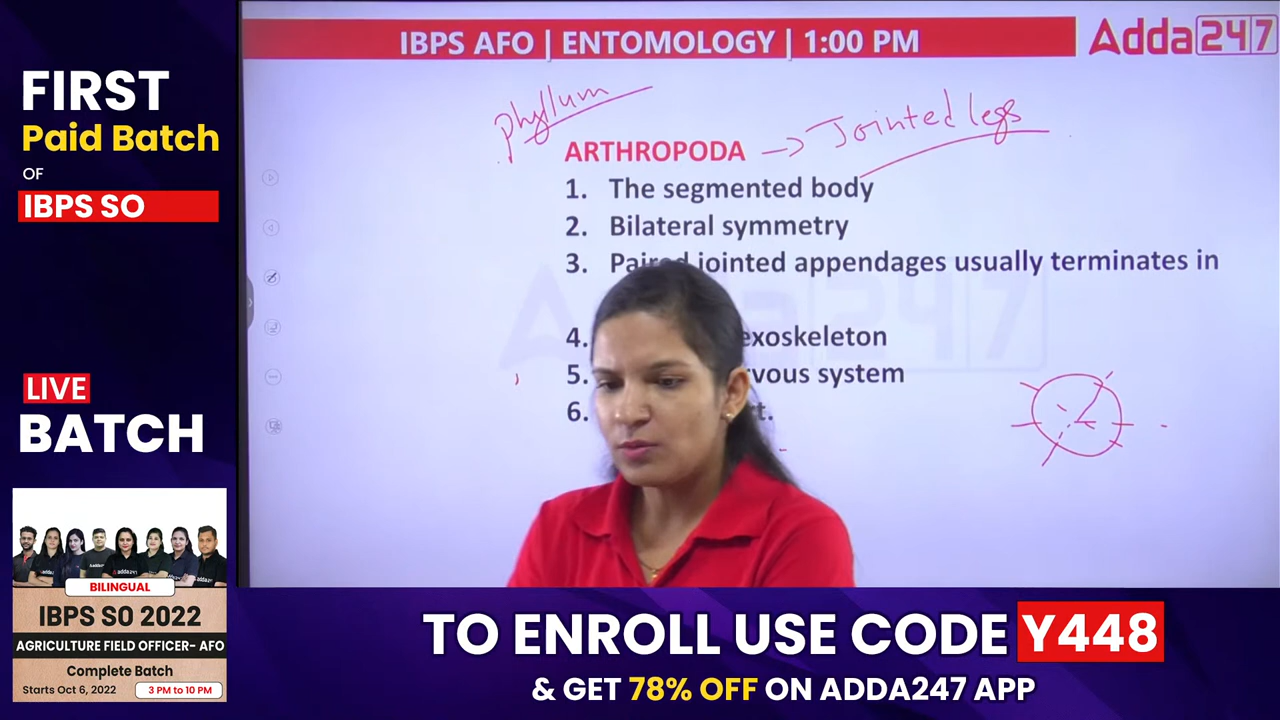 IBPS AFO | ENTOMOLOGY | 1:00 PM
Adda247
FIRST
Paid Batch
OF
IBPS SO
LIVE
BATCH
BILINGUAL
IBPS SO 2022
AGRICULTURE FIELD OFFICER- AFO
Complete Batch
Starts Oct 6, 2022
3 PM to 10 PM
phyllum
ARTHROPODA → Jointed legs
1. The segmented body
2. Bilateral symmetry
3. Paired jointed appendages usually terminates in
4. exoskeleton
5. system
6.
TO ENROLL USE CODE Y448
& GET 78% OFF ON ADDA247 APP